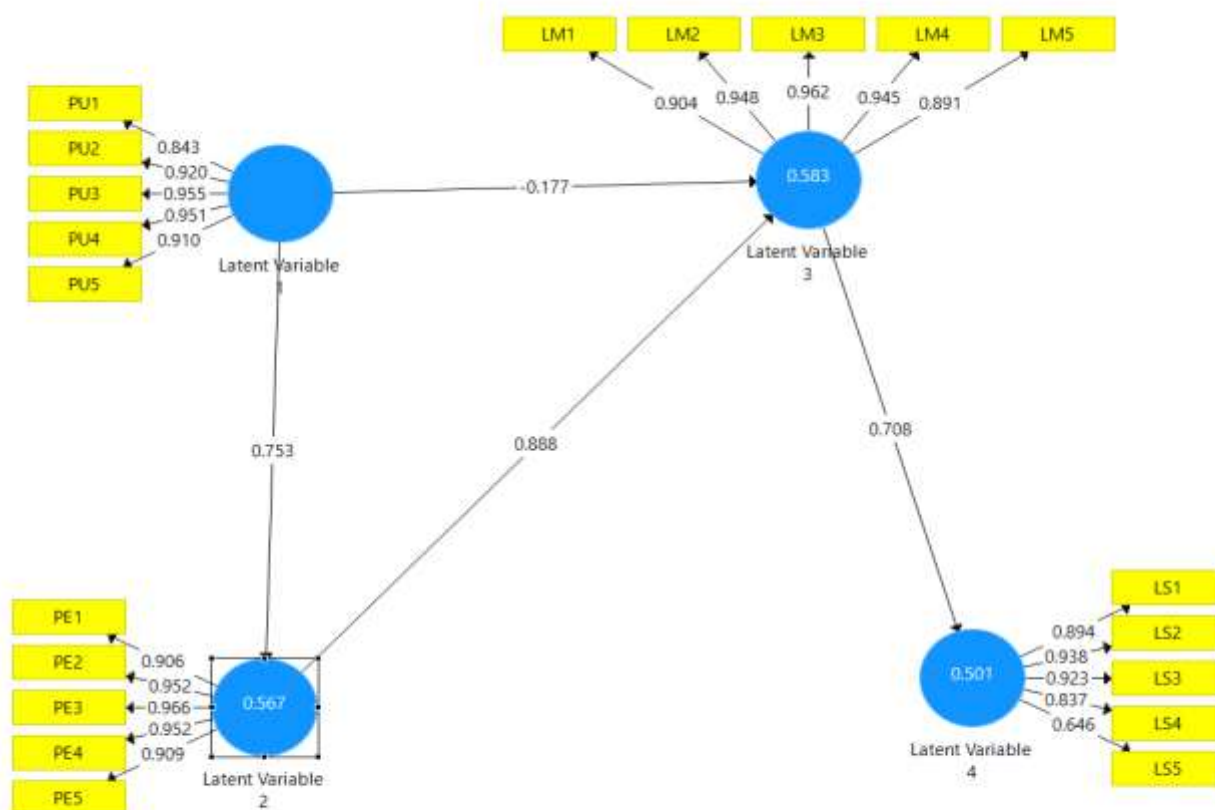 LM1 LM2 LM3 LM4 LM5
0.904 0.948 0.962 0.945 0.891
0.583
Latent Variable
3
PU1
PU2
PU3
PU4
PU5
0.843
0.920
0.955
0.951
0.910
Latent Variable
1
-0.177
0.753
0.888
0.708
PE1
PE2
PE3
PE4
PE5
0.906
0.952
0.966
0.952
0.909
0.567
Latent Variable
2
0.501
Latent Variable
4
0.894
0.938
0.923
0.837
0.646
LS1
LS2
LS3
LS4
LS5